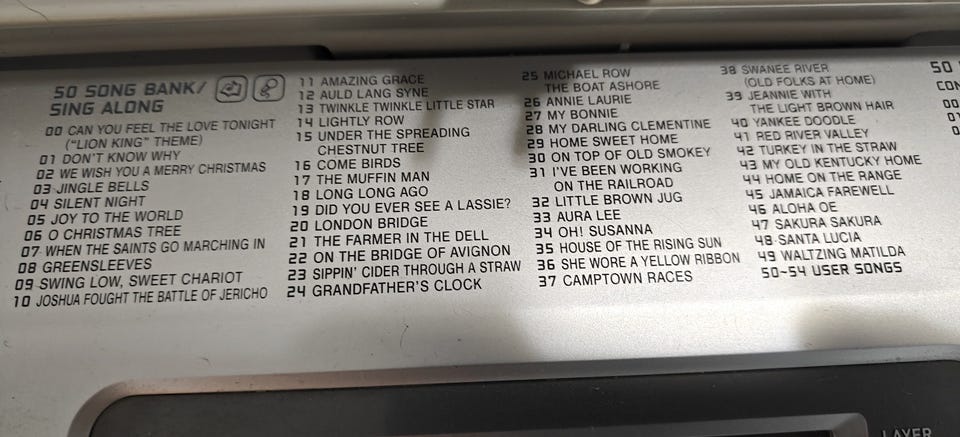 50 SONG BANK/
SING ALONG
00 CAN YOU FEEL THE LOVE TONIGHT
("LION KING" THEME)
01 DON'T KNOW WHY
02 WE WISH YOU A MERRY CHRISTMAS
03 JINGLE BELLS
04 SILENT NIGHT
05 JOY TO THE WORLD
06 O CHRISTMAS TREE
07 WHEN THE SAINTS GO MARCHING IN
08 GREENSLEEVES
09 SWING LOW, SWEET CHARIOT
10 JOSHUA FOUGHT THE BATTLE OF JERICHO
11 AMAZING GRACE
12 AULD LANG SYNE
13 TWINKLE TWINKLE LITTLE STAR
14 LIGHTLY ROW
15 UNDER THE SPREADING
CHESTNUT TREE
16 COME BIRDS
17 THE MUFFIN MAN
18 LONG LONG AGO
19 DID YOU EVER SEE A LASSIE?
20 LONDON BRIDGE
21 THE FARMER IN THE DELL
22 ON THE BRIDGE OF AVIGNON
23 SIPPIN' CIDER THROUGH A STRAW
24 GRANDFATHER'S CLOCK
25 MICHAEL ROW
THE BOAT ASHORE
26 ANNIE LAURIE
27 MY BONNIE
28 MY DARLING CLEMENTINE
29 HOME SWEET HOME
30 ON TOP OF OLD SMOKEY
31 I'VE BEEN WORKING
ON THE RAILROAD
32 LITTLE BROWN JUG
33 AURA LEE
34 OH! SUSANNA
35 HOUSE OF THE RISING SUN
36 SHE WORE A YELLOW RIBBON
37 CAMPTOWN RACES
38 SWANEE RIVER
(OLD FOLKS AT HOME)
39 JEANNIE WITH
THE LIGHT BROWN HAIR
40 YANKEE DOODLE
41 RED RIVER VALLEY
42 TURKEY IN THE STRAW
43 MY OLD KENTUCKY HOME
44 HOME ON THE RANGE
45 JAMAICA FAREWELL
46 ALOHA OE
47 SAKURA SAKURA
48 SANTA LUCIA
49 WALTZING MATILDA
50~54 USER SONGS
50
CON
00
LAYER